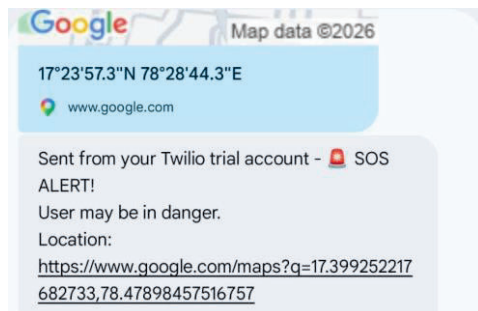 Google
Map data ©2026
17°23'57.3"N 78°28'44.3"E
www.google.com
Sent from your Twilio trial account - 🚨 SOS
ALERT!
User may be in danger.
Location:
https://www.google.com/maps?q=17.399252217
682733,78.47898457516757